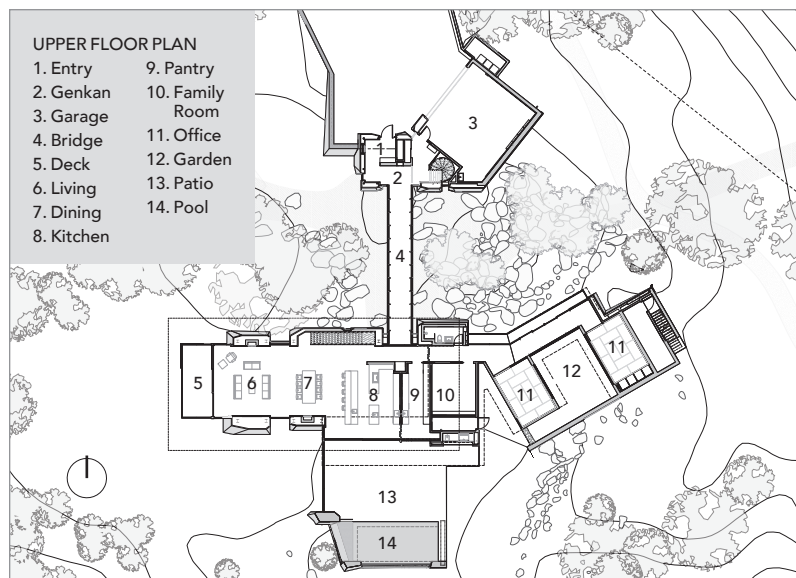 UPPER FLOOR PLAN
1. Entry
2. Genkan
3. Garage
4. Bridge
5. Deck
6. Living
7. Dining
8. Kitchen
9. Pantry
10. Family
Room
11. Office
12. Garden
13. Patio
14. Pool
3
1
2
4
5
6
7
8
9
10
11
12
11
13
14